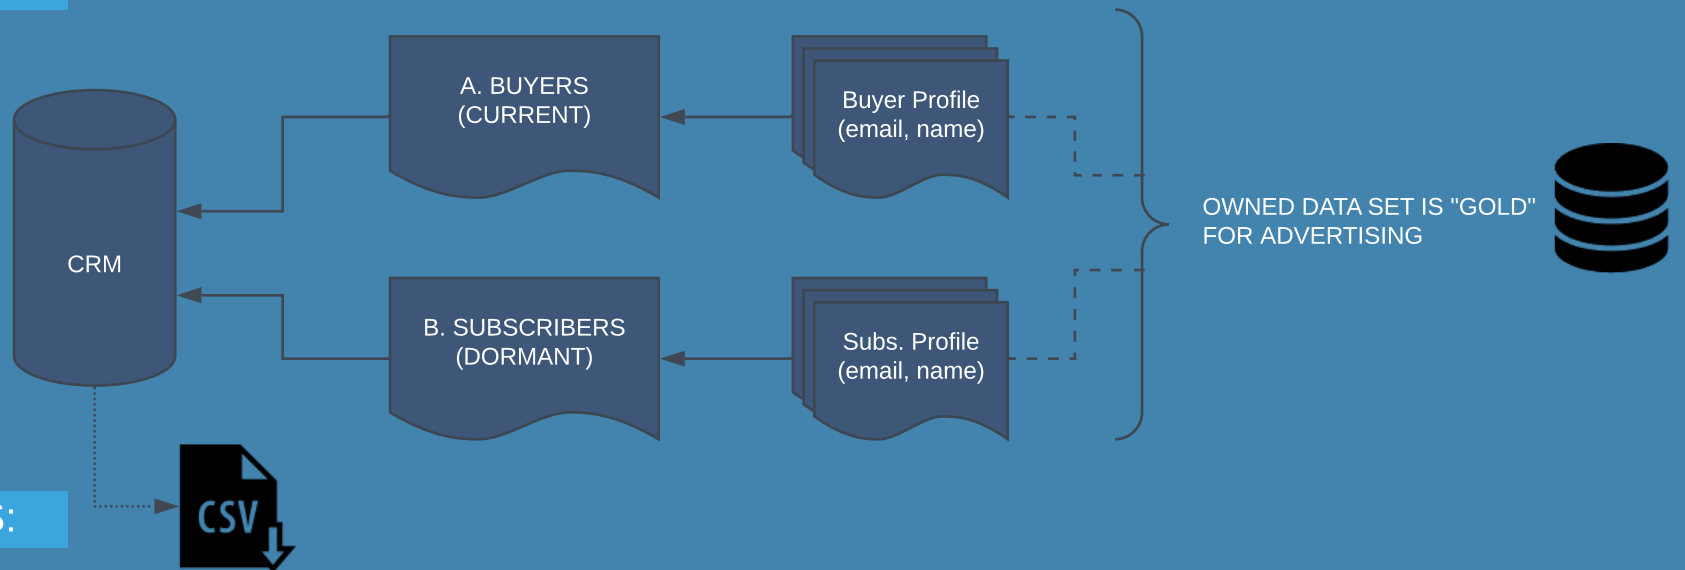 A. BUYERS
(CURRENT)
Buyer Profile
(email, name)
OWNED DATA SET IS "GOLD"
FOR ADVERTISING
CRM
B. SUBSCRIBERS
(DORMANT)
Subs. Profile
(email, name)
CSV